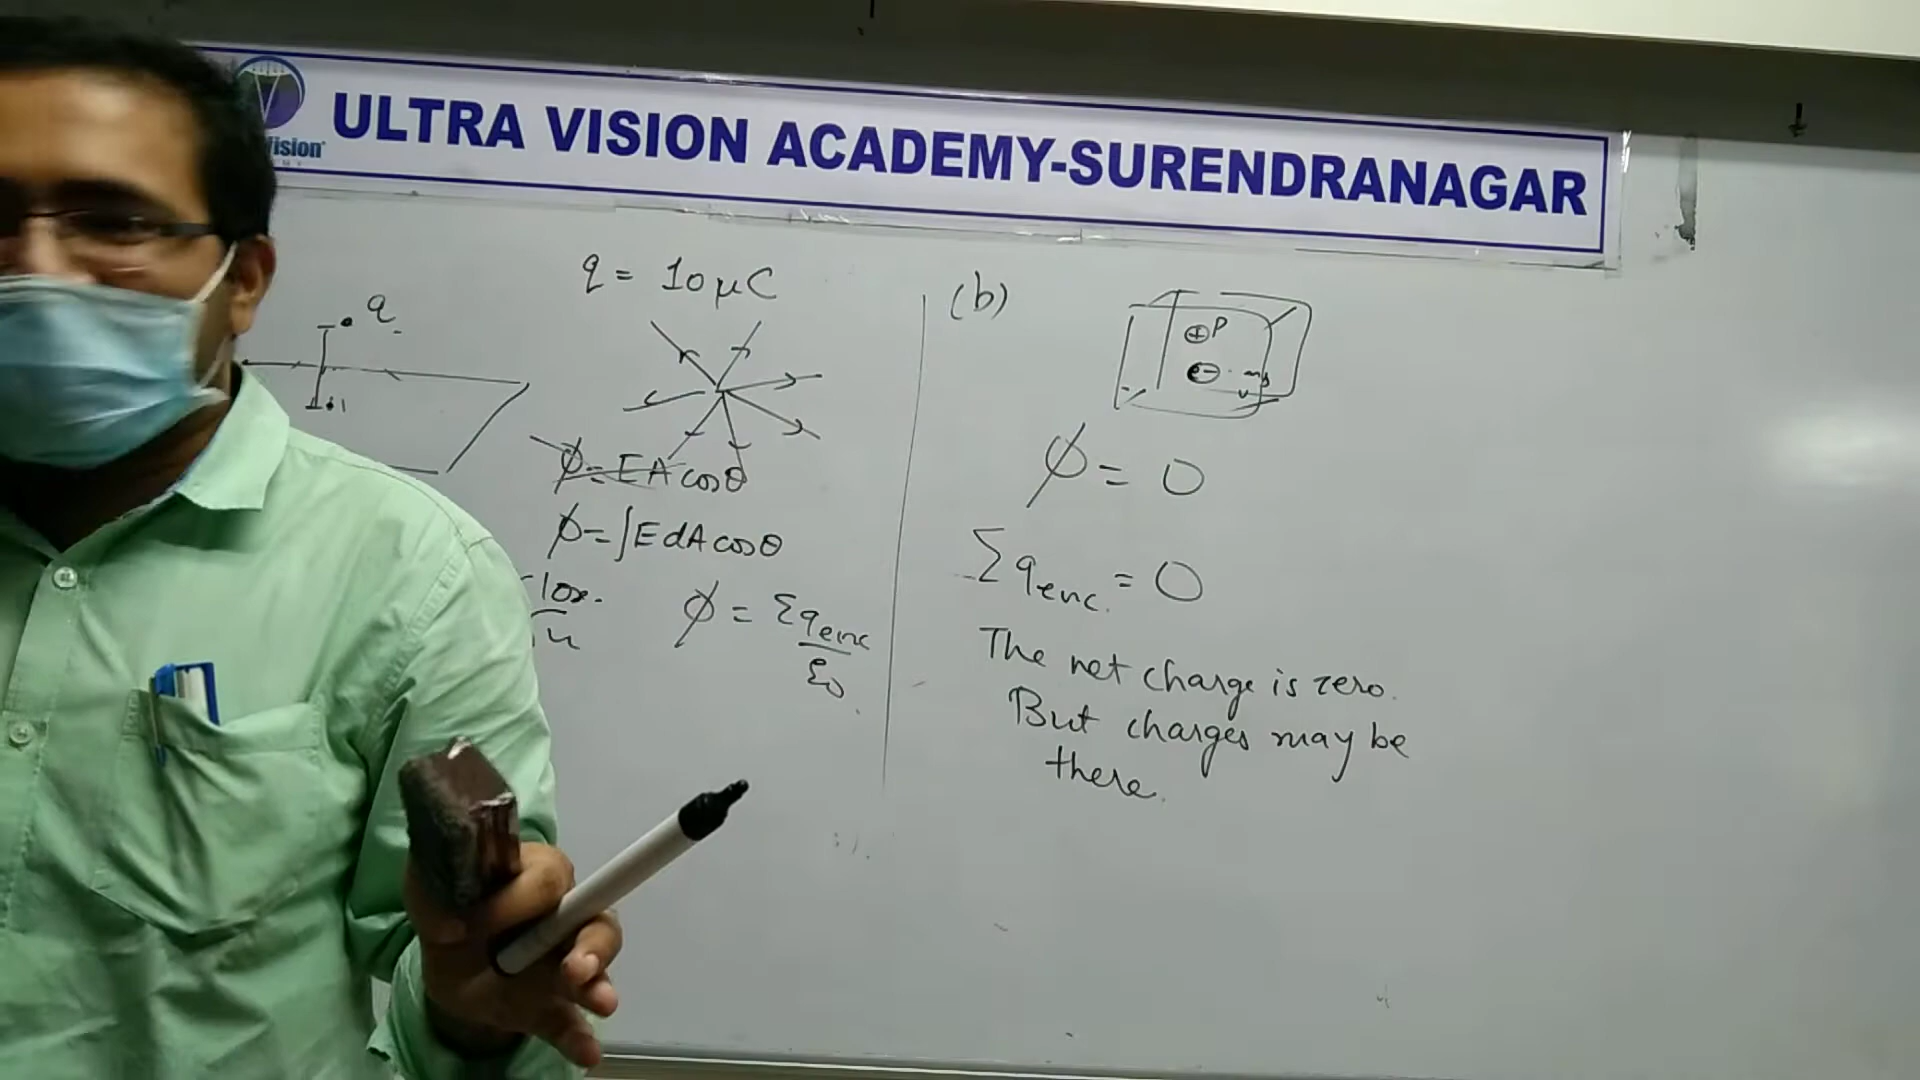 ULTRA VISION ACADEMY-SURENDRANAGAR
Vision
q
q = 10 μC
ϕ = EA cosθ
ϕ = ∫E dA cosθ
ϕ = Σqenc / ε0
(b)
⊕P
ϕ = 0
Σqenc. = 0
The net charge is zero.
But charges may be
there.